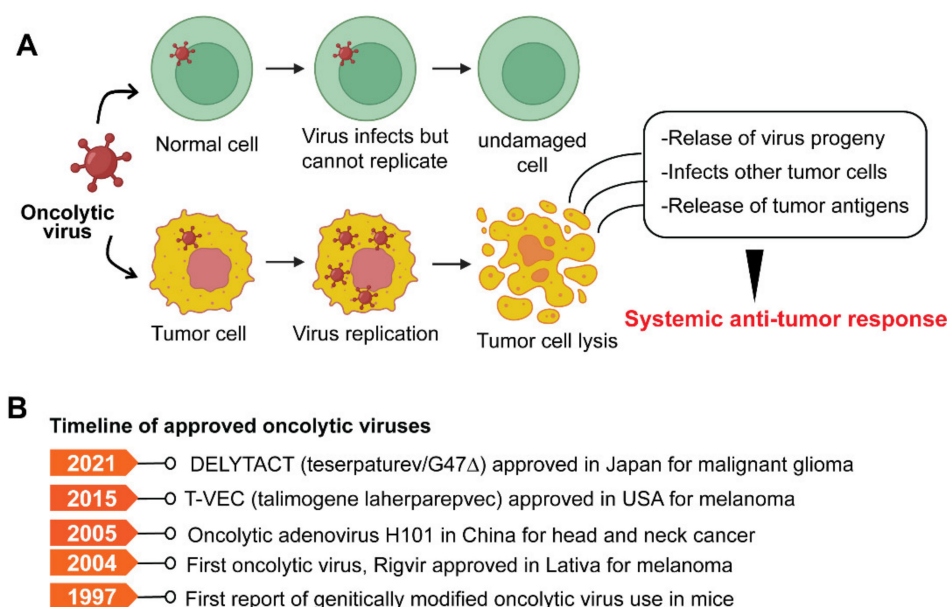 A
Normal cell
Virus infects but
cannot replicate
undamaged
cell
Oncolytic
virus
Tumor cell
Virus replication
Tumor cell lysis
-Relase of virus progeny
-Infects other tumor cells
-Release of tumor antigens
Systemic anti-tumor response
B
Timeline of approved oncolytic viruses
2021 DELYTACT (teserpaturev/G47Δ) approved in Japan for malignant glioma
2015 T-VEC (talimogene laherparepvec) approved in USA for melanoma
2005 Oncolytic adenovirus H101 in China for head and neck cancer
2004 First oncolytic virus, Rigvir approved in Lativa for melanoma
1997 First report of genitically modified oncolytic virus use in mice